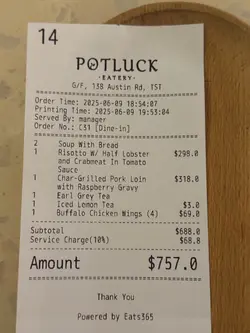 14
POTLUCK
· EATERY ·
G/F, 138 Austin Rd, TST
Order Time: 2025-06-09 18:54:07
Printing Time: 2025-06-09 19:53:04
Served by: manager
Order No.: C31 [Dine-in]
2 Soup With Bread
1 Risotto W/ Half Lobster $298.0
and Crabmeat In Tomato
Sauce
1 Char-Grilled Pork Loin $318.0
with Raspberry Gravy
1 Earl Grey Tea
1 Iced Lemon Tea $3.0
1 Buffalo Chicken Wings (4) $69.0
Subtotal $688.0
Service Charge(10%) $68.8
Amount $757.0
Thank You
Powered by Eats365